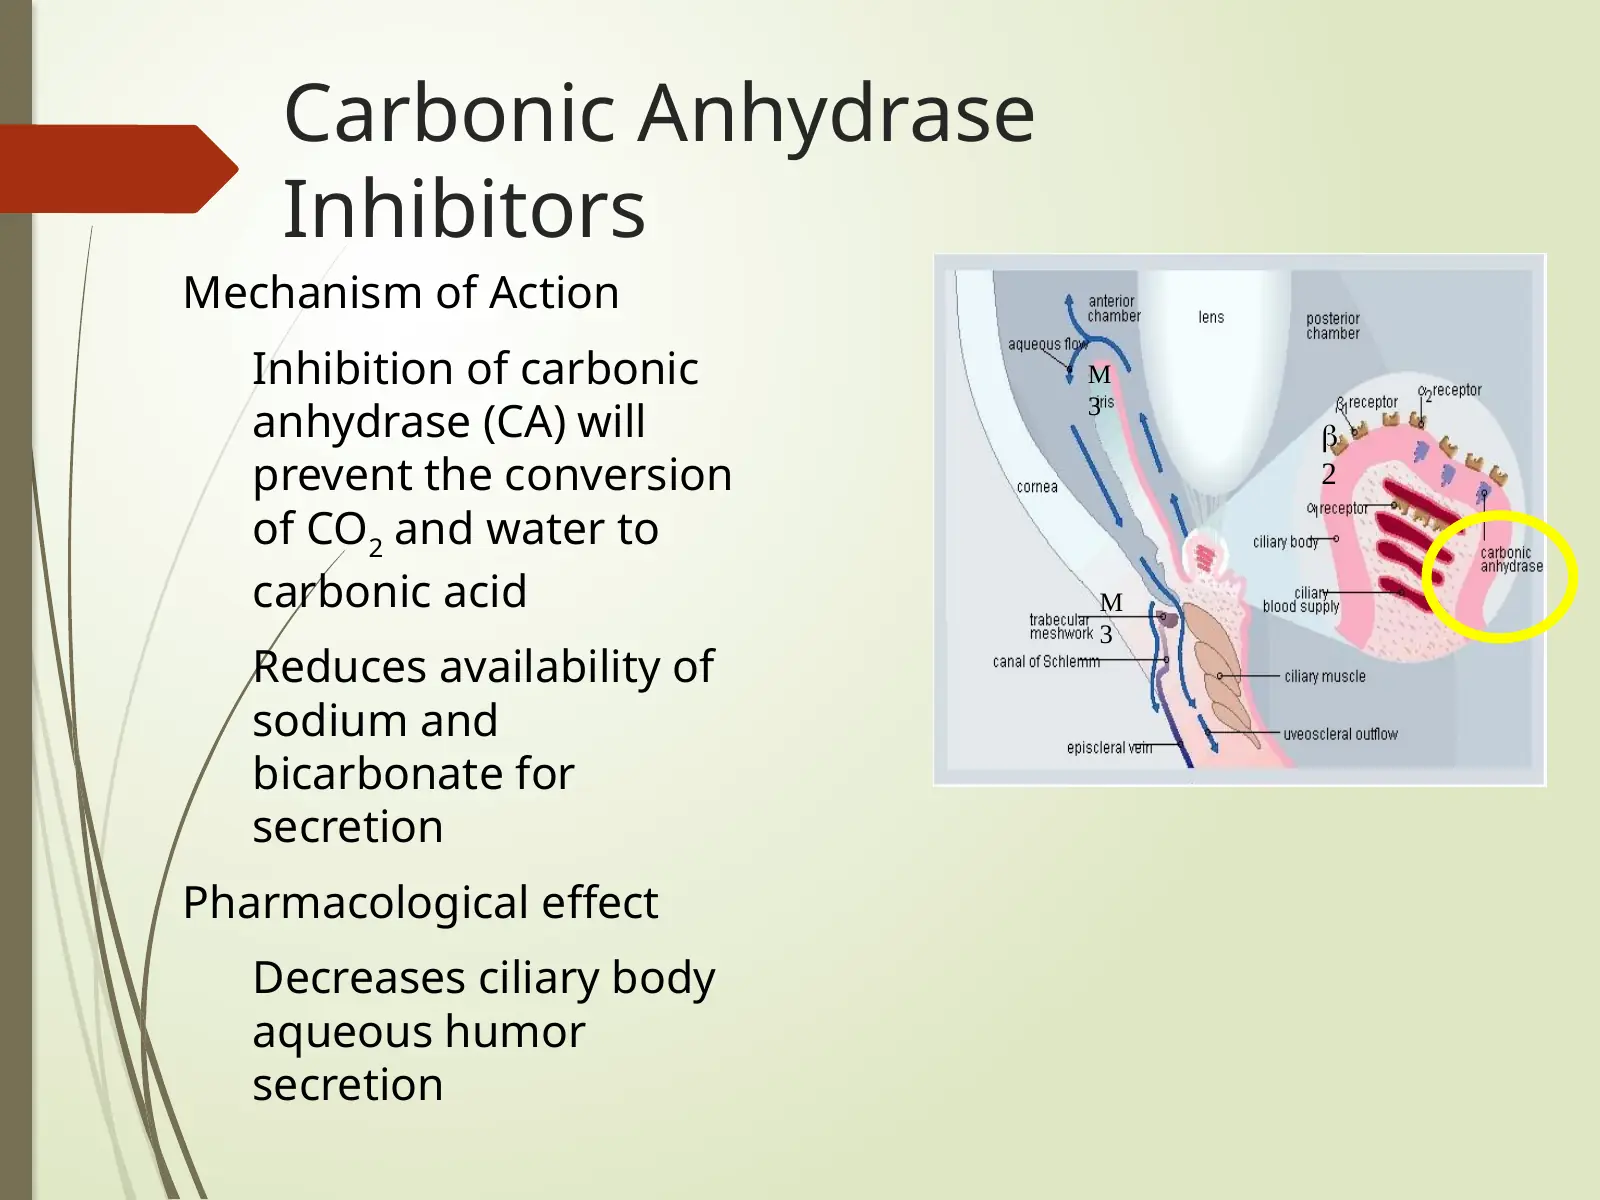 Carbonic Anhydrase
Inhibitors
Mechanism of Action
Inhibition of carbonic
anhydrase (CA) will
prevent the conversion
of CO2 and water to
carbonic acid
Reduces availability of
sodium and
bicarbonate for
secretion
Pharmacological effect
Decreases ciliary body
aqueous humor
secretion
anterior
chamber
lens
posterior
chamber
aqueous flow
M
3
iris
α2 receptor
β1 receptor
β
2
cornea
α1 receptor
ciliary body
carbonic
anhydrase
ciliary
blood supply
M
3
trabecular
meshwork
canal of Schlemm
ciliary muscle
uveoscleral outflow
episcleral vein